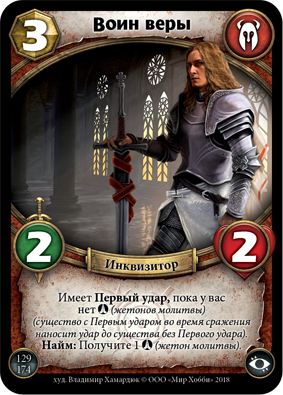 3
Воин веры
2
2
Инквизитор
Имеет Первый удар, пока у вас
нет (жетонов молитвы)
(существо с Первым ударом во время сражения
наносит удар до существа без Первого удара).
Найм: Получите 1 (жетон молитвы).
129
174
худ. Владимир Хамардюк © ООО «Мир Хобби» 2018